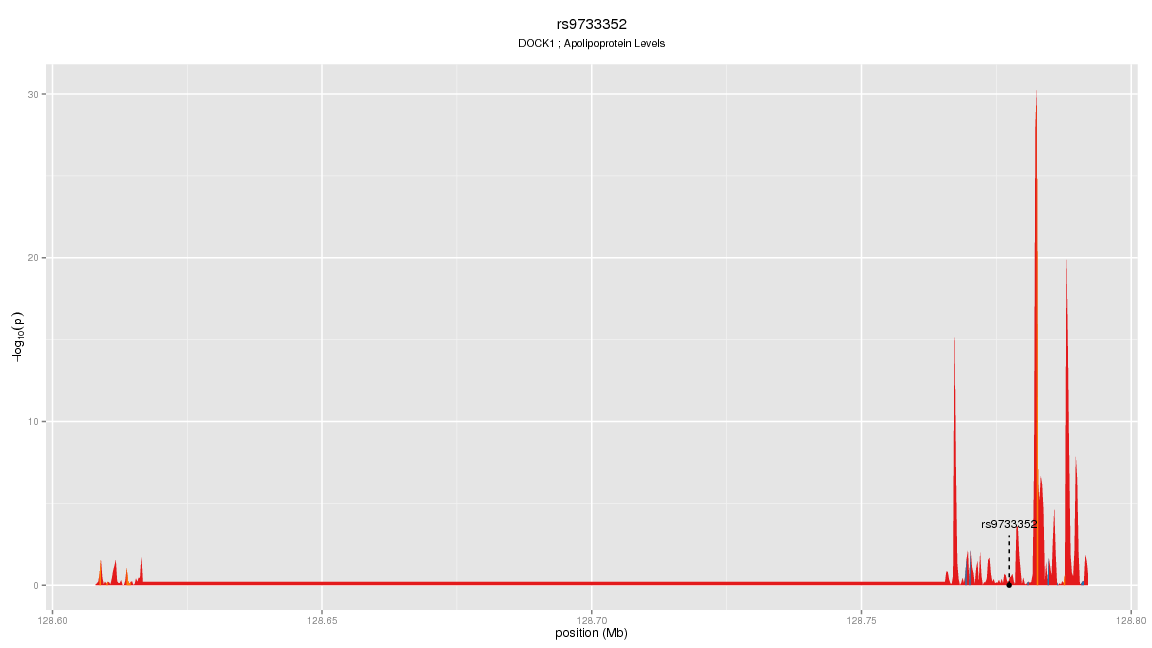 rs9733352
DOCK1 ; Apolipoprotein Levels
30
20
10
0
−log10(p)
rs9733352
128.60
128.65
128.70
128.75
128.80
position (Mb)